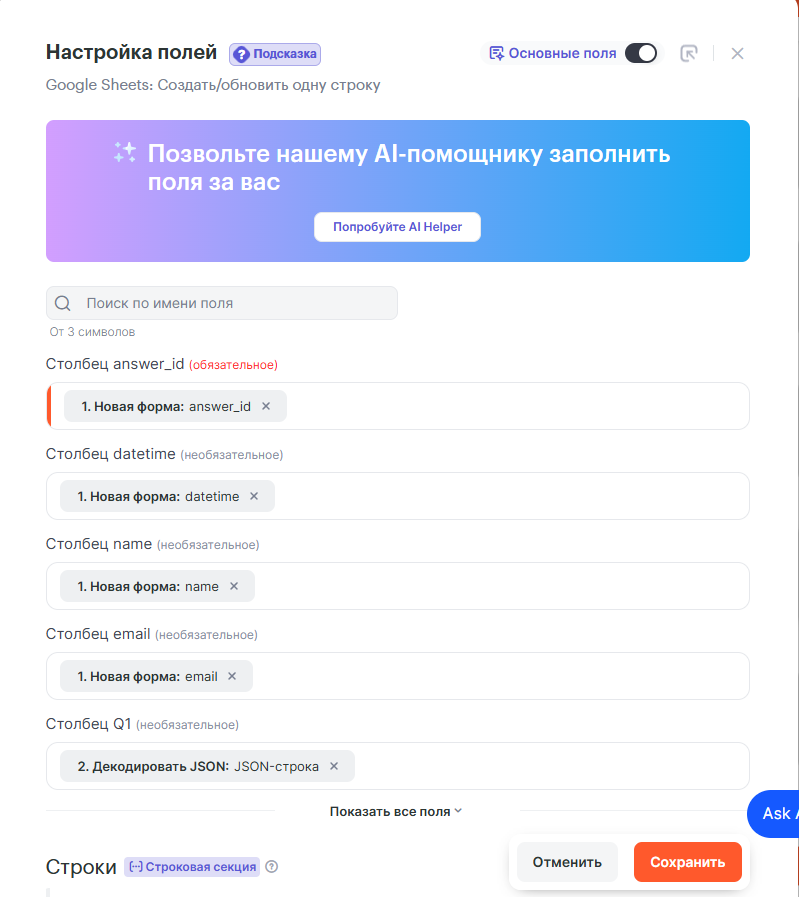 Настройка полей ? Подсказка Основные поля
Google Sheets: Создать/обновить одну строку
Позвольте нашему AI-помощнику заполнить
поля за вас
Попробуйте AI Helper
Поиск по имени поля
От 3 символов
Столбец answer_id (обязательное)
1. Новая форма: answer_id ×
Столбец datetime (необязательное)
1. Новая форма: datetime ×
Столбец name (необязательное)
1. Новая форма: name ×
Столбец email (необязательное)
1. Новая форма: email ×
Столбец Q1 (необязательное)
2. Декодировать JSON: JSON-строка ×
Показать все поля
Ask
Строки Строковая секция ?
Отменить Сохранить